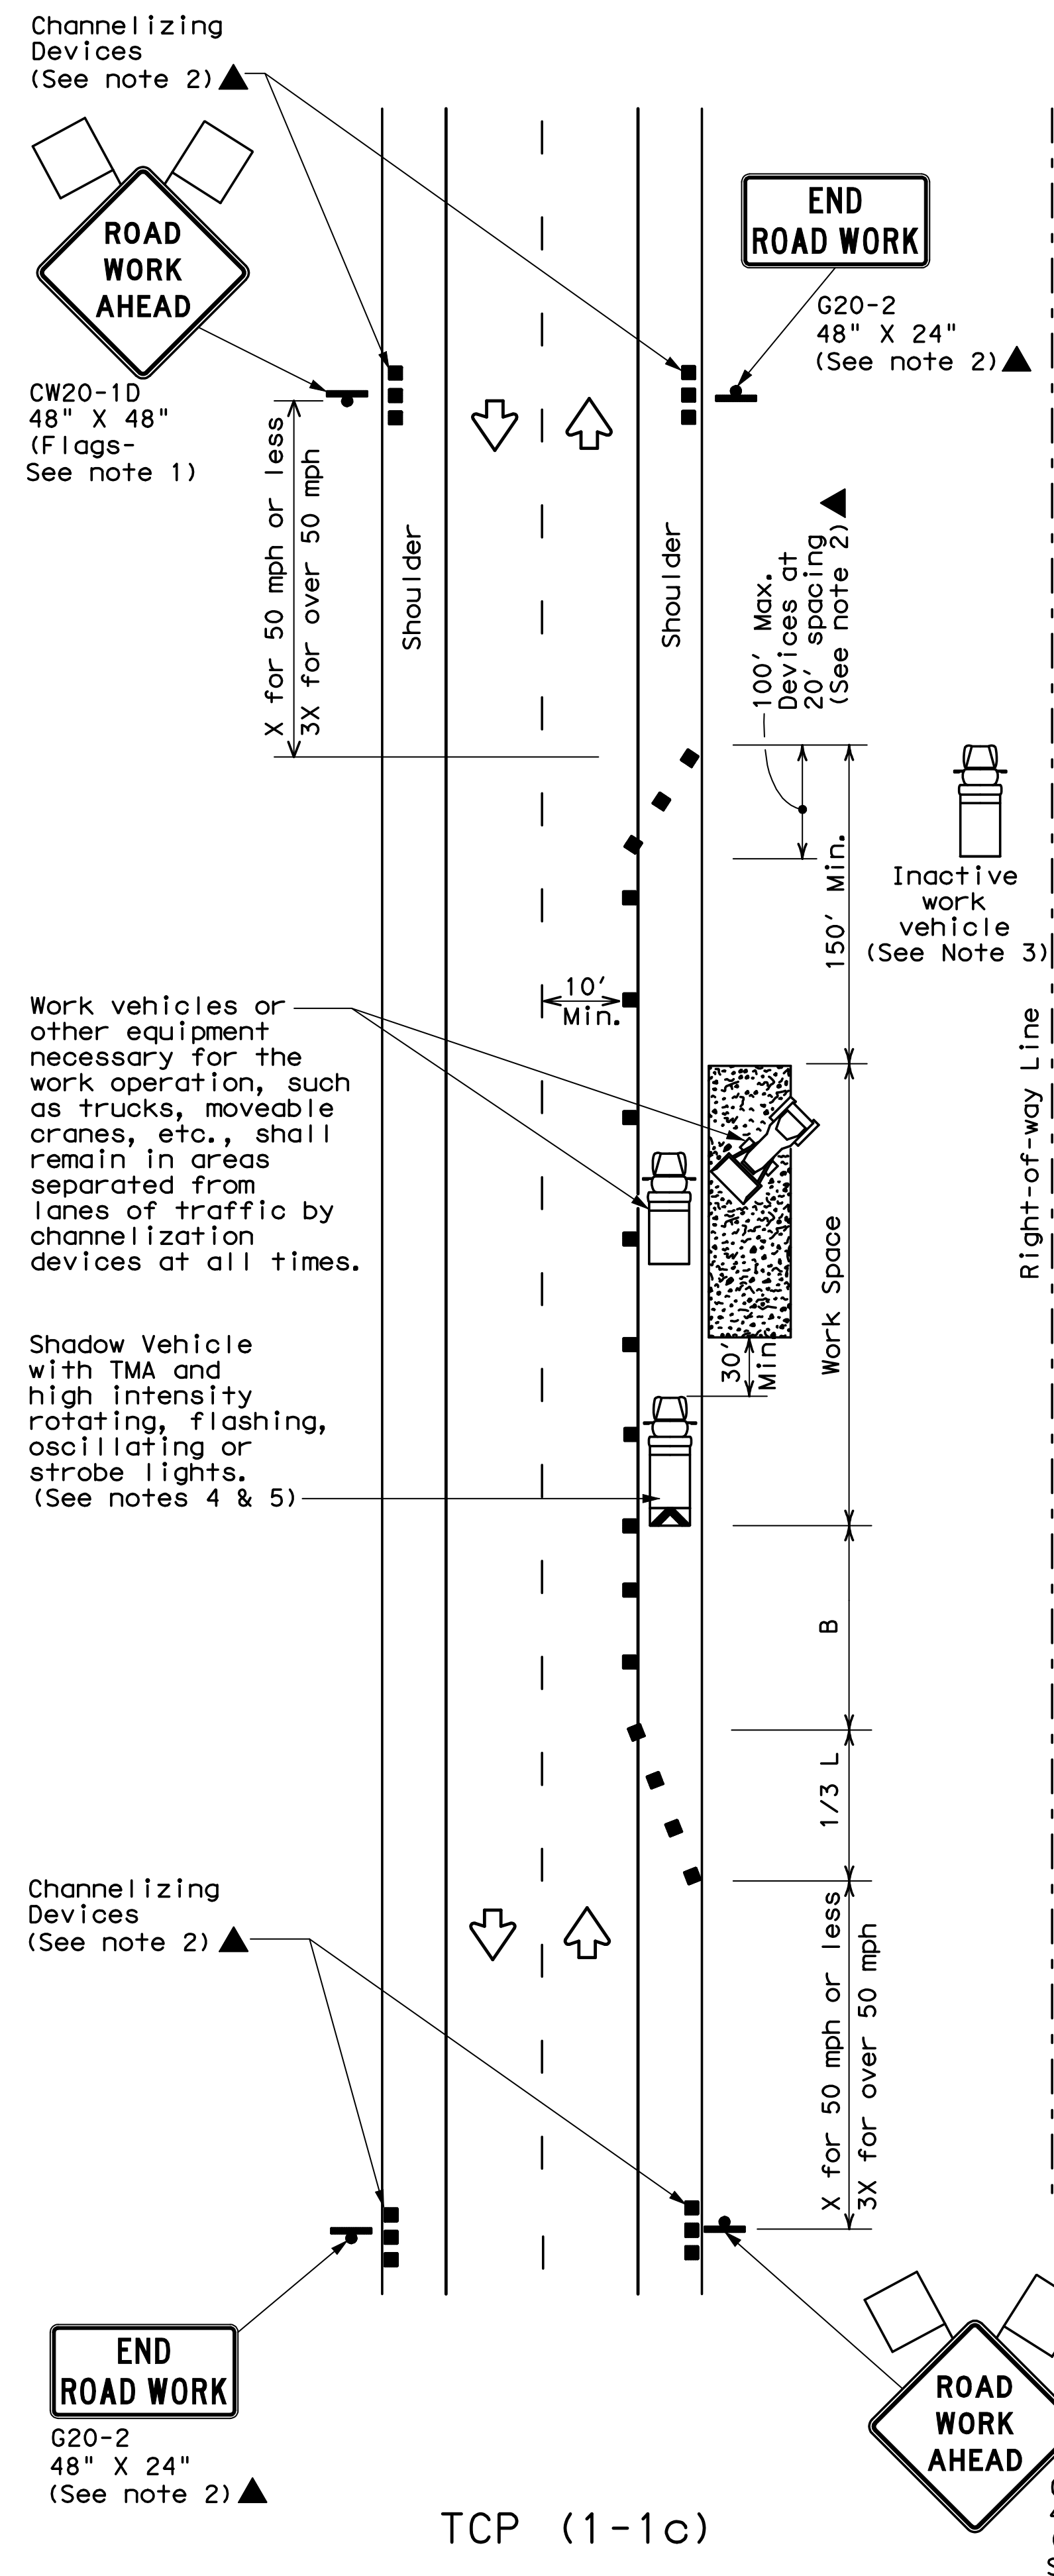 Channelizing
Devices
(See note 2)
ROAD
WORK
AHEAD
CW20-1D
48" X 48"
(Flags-
See note 1)
END
ROAD WORK
G20-2
48" X 24"
(See note 2)
X for 50 mph or less
3X for over 50 mph
Shoulder
Shoulder
100' Max.
Devices at
20' spacing
(See note 2)
150' Min.
Inactive
work
vehicle
(See Note 3)
10'
Min.
Work vehicles or
other equipment
necessary for the
work operation, such
as trucks, moveable
cranes, etc., shall
remain in areas
separated from
lanes of traffic by
channelization
devices at all times.
Right-of-way Line
Work Space
30'
Min.
Shadow Vehicle
with TMA and
high intensity
rotating, flashing,
oscillating or
strobe lights.
(See notes 4 & 5)
B
1/3 L
Channelizing
Devices
(See note 2)
X for 50 mph or less
3X for over 50 mph
END
ROAD WORK
G20-2
48" X 24"
(See note 2)
ROAD
WORK
AHEAD
TCP (1-1c)